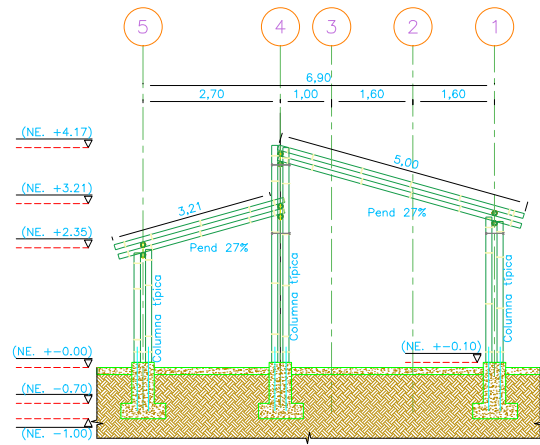 5 4 3 2 1
6,90
2,70 1,00 1,60 1,60
(NE. +4.17)
5,00
(NE. +3.21)
3,21
Pend 27%
(NE. +2.35)
Pend 27%
Columna típica
Columna típica
Columna típica
(NE. +-0.00)
(NE. +-0.10)
(NE. -0.70)
(NE. -1.00)